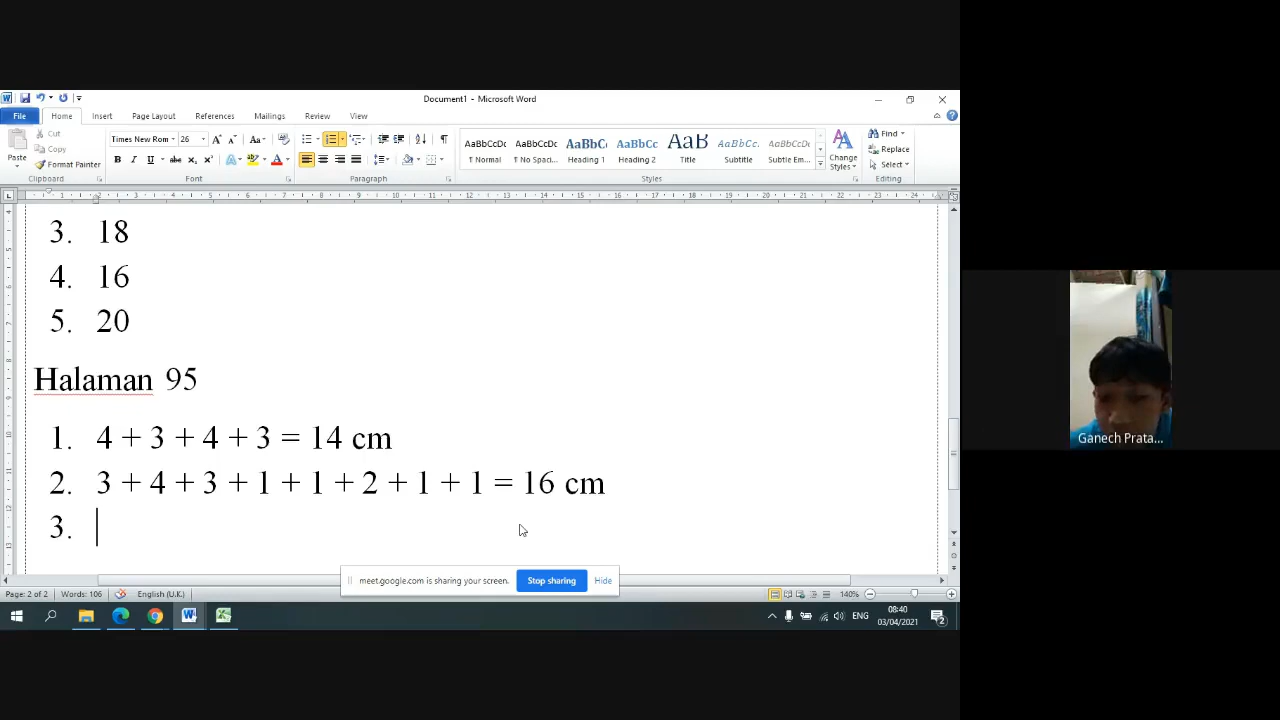 Document1 - Microsoft Word
File Home Insert Page Layout References Mailings Review View
Cut
Copy
Paste
Format Painter
Clipboard
Times New Rom 26
Font
Paragraph
AaBbCcDc AaBbCcDc AaBbC( AaBbCc AaB AaBbCc. AaBbCcDc
¶ Normal ¶ No Spac... Heading 1 Heading 2 Title Subtitle Subtle Em...
Styles
Change
Styles
Find
Replace
Select
Editing
3. 18
4. 16
5. 20
Halaman 95
1. 4 + 3 + 4 + 3 = 14 cm
2. 3 + 4 + 3 + 1 + 1 + 2 + 1 + 1 = 16 cm
3.
meet.google.com is sharing your screen. Stop sharing Hide
Page: 2 of 2 Words: 106 English (U.K.) 140%
ENG
08:40
03/04/2021
Ganech Prata...